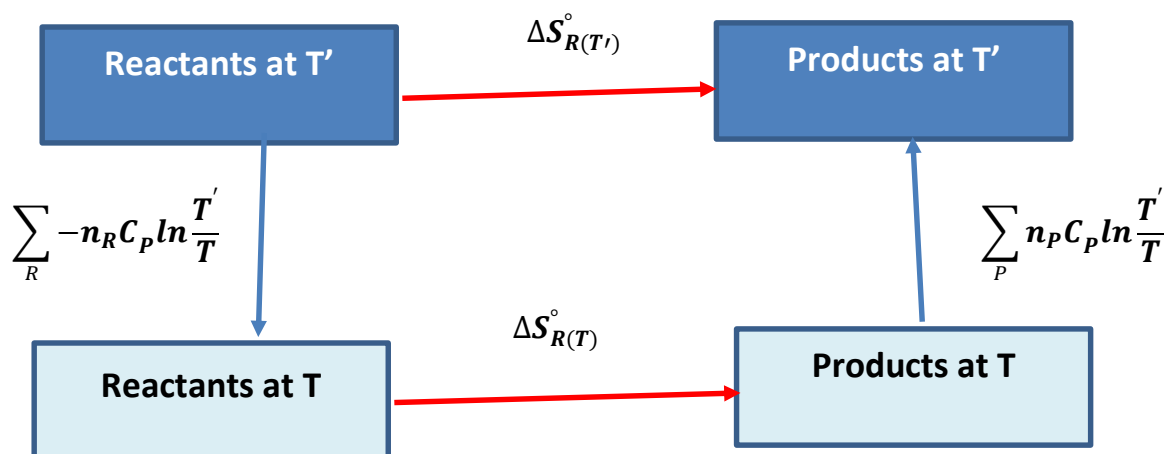 ΔS°R(T′)
Reactants at T’
Products at T’
∑R −nRCPln T′/T
∑P nPCpln T′/T
ΔS°R(T)
Reactants at T
Products at T